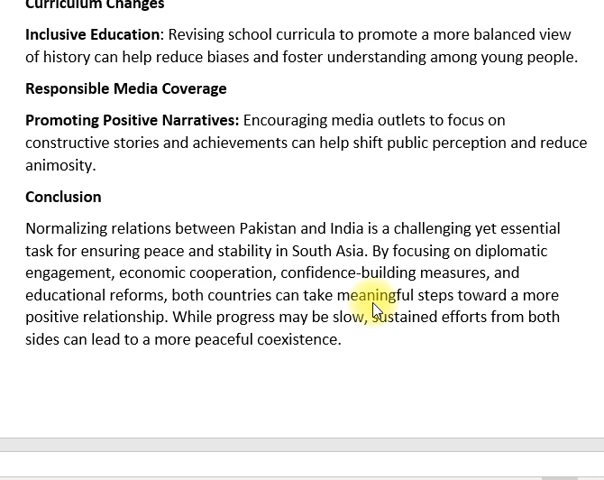 Curriculum Changes
Inclusive Education: Revising school curricula to promote a more balanced view
of history can help reduce biases and foster understanding among young people.
Responsible Media Coverage
Promoting Positive Narratives: Encouraging media outlets to focus on
constructive stories and achievements can help shift public perception and reduce
animosity.
Conclusion
Normalizing relations between Pakistan and India is a challenging yet essential
task for ensuring peace and stability in South Asia. By focusing on diplomatic
engagement, economic cooperation, confidence-building measures, and
educational reforms, both countries can take meaningful steps toward a more
positive relationship. While progress may be slow, sustained efforts from both
sides can lead to a more peaceful coexistence.